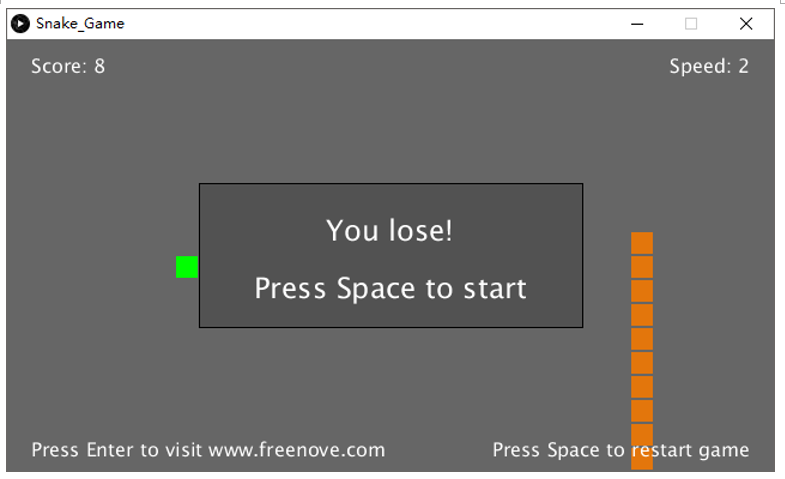 Snake_Game
Score: 8
Speed: 2
You lose!
Press Space to start
Press Enter to visit www.freenove.com
Press Space to restart game